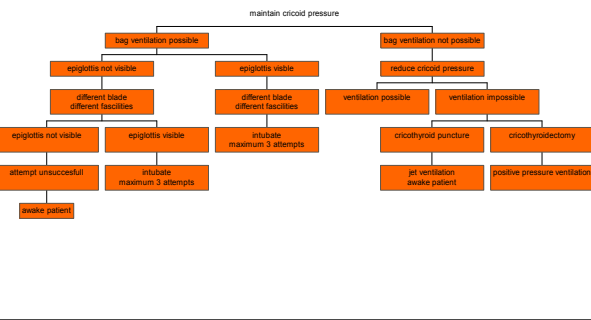 maintain cricoid pressure
bag ventilation possible
bag ventilation not possible
epiglottis not visible
epiglottis visble
reduce cricoid pressure
different blade
different fascilities
different blade
different fascilities
ventilation possible
ventilation impossible
epiglottis not visible
epiglottis visible
intubate
maximum 3 attempts
cricothyroid puncture
cricothyroidectomy
attempt unsuccesfull
intubate
maximum 3 attempts
jet ventilation
awake patient
positive pressure ventilation
awake patient